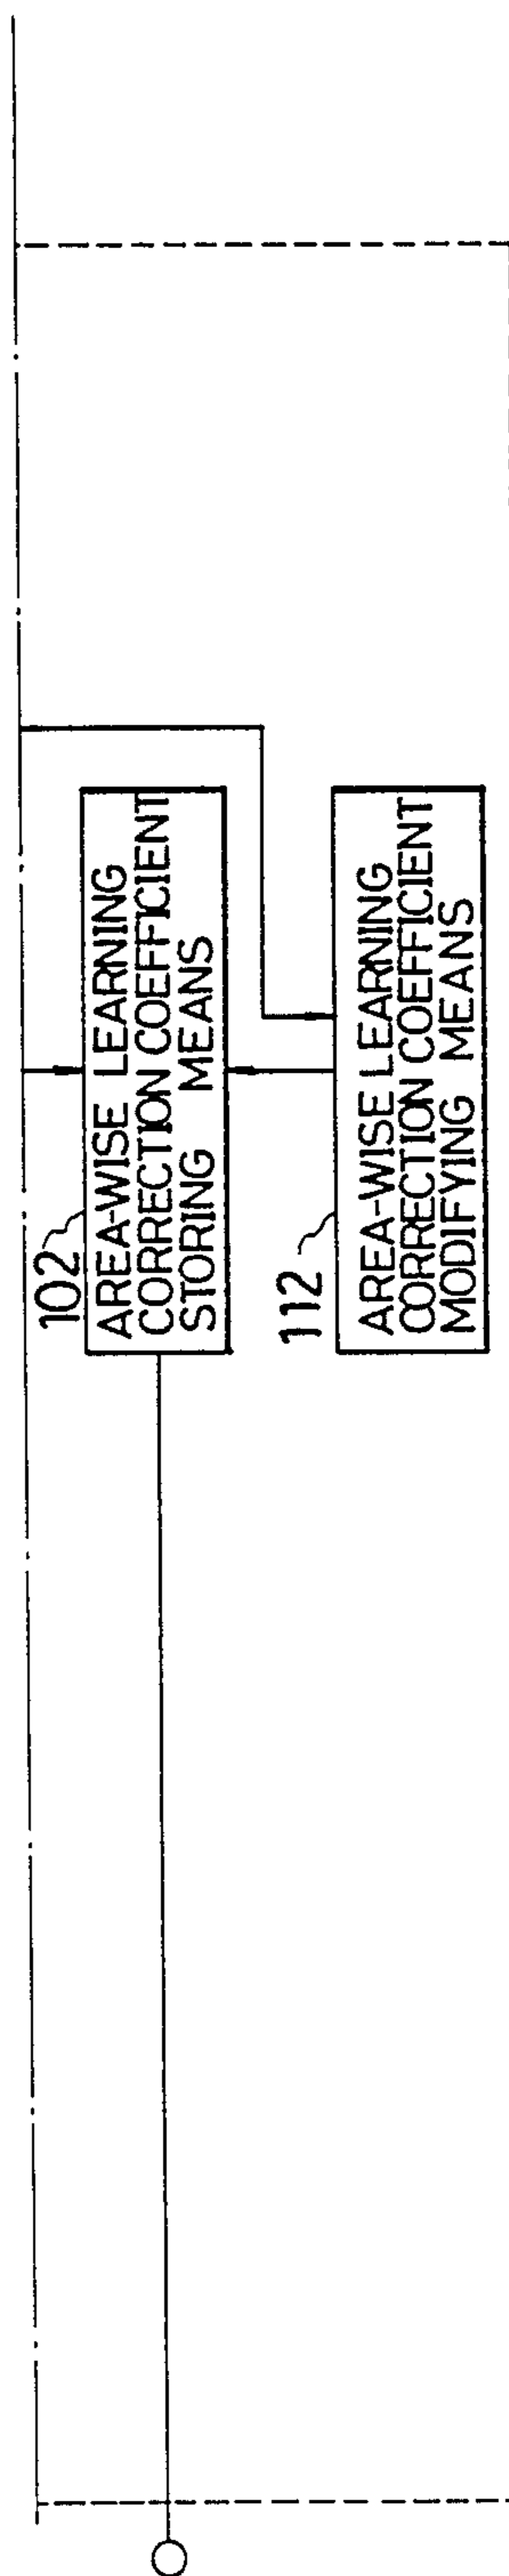 102
AREA-WISE LEARNING
CORRECTION COEFFICIENT
STORING MEANS
112
AREA-WISE LEARNING
CORRECTION COEFFICIENT
MODIFYING MEANS